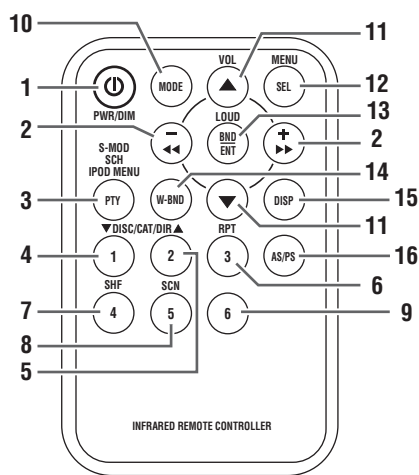 10
11
VOL
MENU
1
MODE
SEL
12
PWR/DIM
LOUD
13
2
−
BND
ENT
+
2
S-MOD
SCH
IPOD MENU
14
3
PTY
W-BND
DISP
15
11
▼DISC/CAT/DIR▲
RPT
4
1
2
3
AS/PS
16
6
SHF
SCN
7
4
5
6
9
8
5
INFRARED REMOTE CONTROLLER